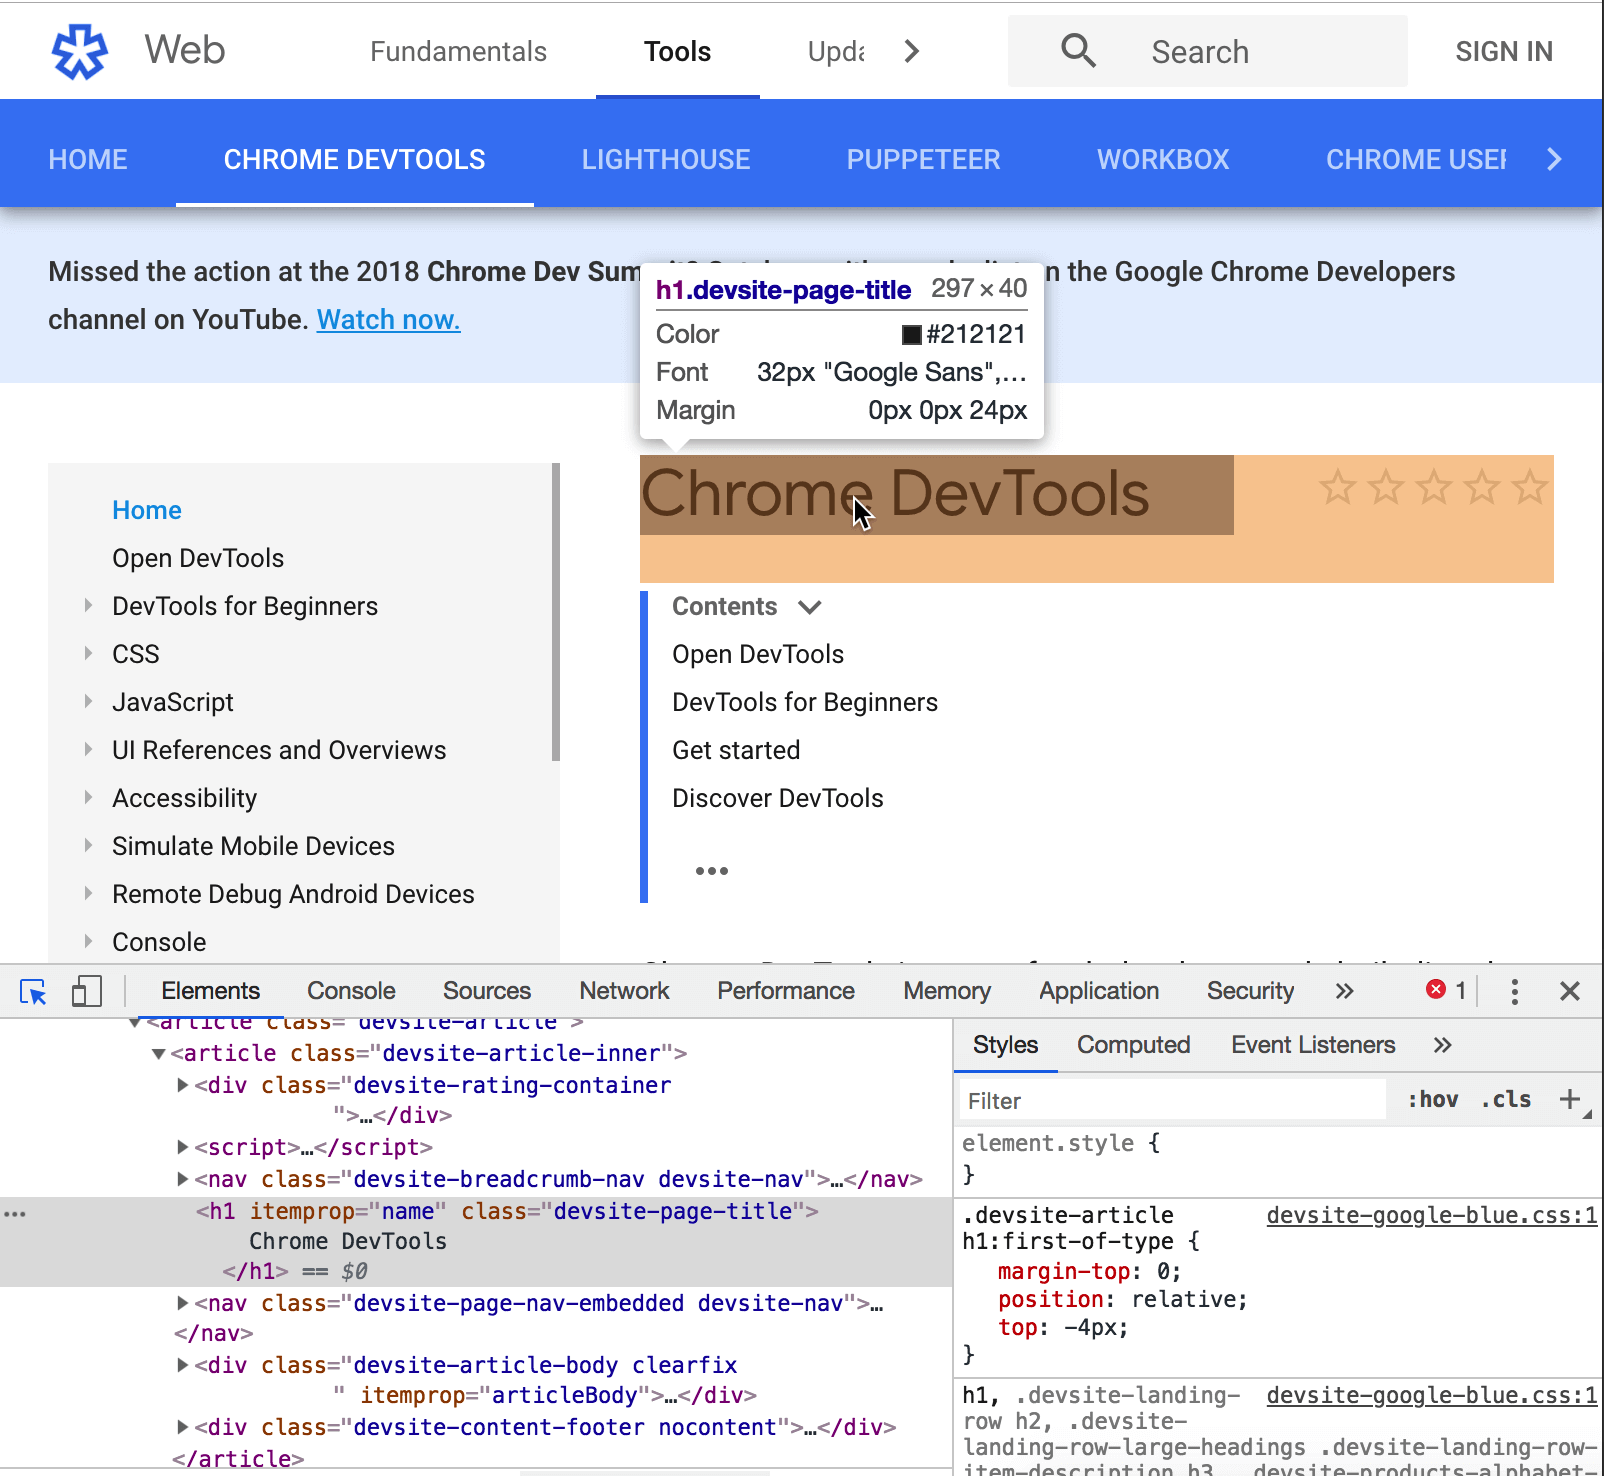 Web Fundamentals Tools Upda Search SIGN IN
HOME CHROME DEVTOOLS LIGHTHOUSE PUPPETEER WORKBOX CHROME USER
Missed the action at the 2018 Chrome Dev Sum n the Google Chrome Developers
channel on YouTube. Watch now.
h1.devsite-page-title 297 × 40
Color #212121
Font 32px "Google Sans",…
Margin 0px 0px 24px
Chrome DevTools
Home
Open DevTools
DevTools for Beginners
CSS
JavaScript
UI References and Overviews
Accessibility
Simulate Mobile Devices
Remote Debug Android Devices
Console
Contents
Open DevTools
DevTools for Beginners
Get started
Discover DevTools
•••
Elements Console Sources Network Performance Memory Application Security » 1
<article class="devsite-article">
<article class="devsite-article-inner">
<div class="devsite-rating-container
">…</div>
<script>…</script>
<nav class="devsite-breadcrumb-nav devsite-nav">…</nav>
<h1 itemprop="name" class="devsite-page-title">
Chrome DevTools
</h1> == $0
<nav class="devsite-page-nav-embedded devsite-nav">…
</nav>
<div class="devsite-article-body clearfix
" itemprop="articleBody">…</div>
<div class="devsite-content-footer nocontent">…</div>
</article>
Styles Computed Event Listeners »
Filter :hov .cls +
element.style {
}
.devsite-article devsite-google-blue.css:1
h1:first-of-type {
margin-top: 0;
position: relative;
top: -4px;
}
h1, .devsite-landing- devsite-google-blue.css:1
row h2, .devsite-
landing-row-large-headings .devsite-landing-row-
item-description h3, .devsite-products-alphabet-